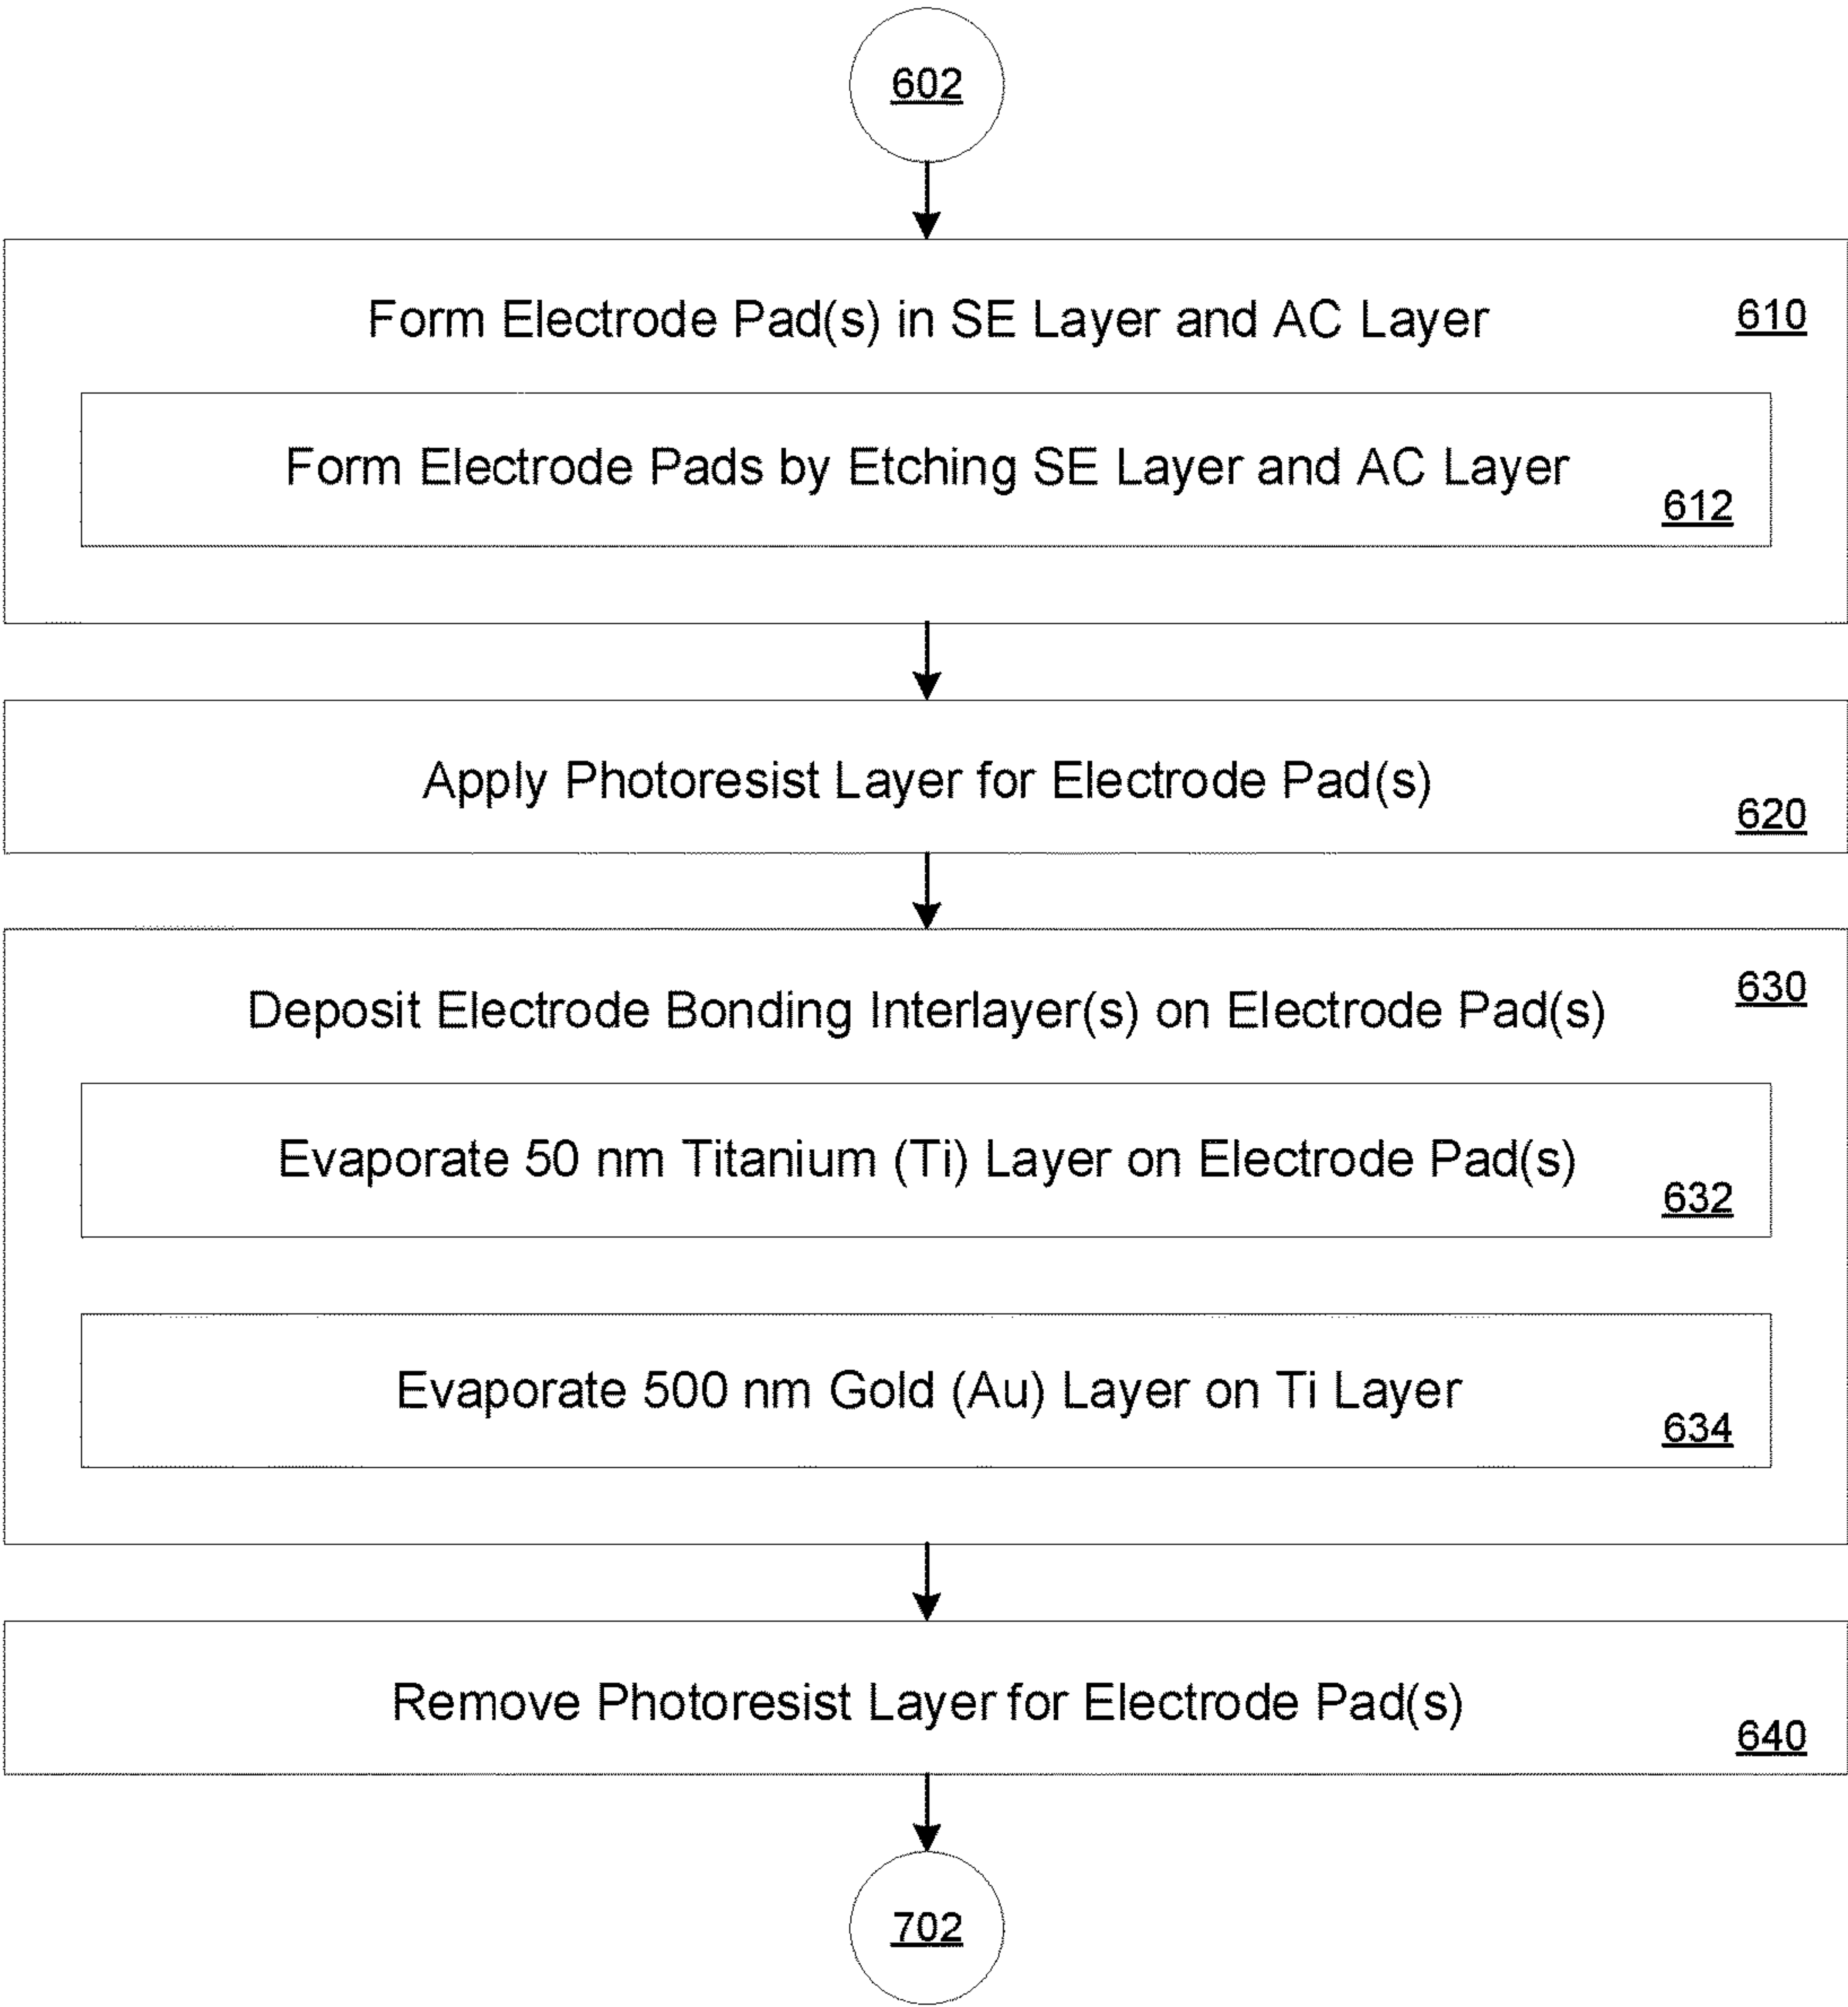 602
Form Electrode Pad(s) in SE Layer and AC Layer
610
Form Electrode Pads by Etching SE Layer and AC Layer
612
Apply Photoresist Layer for Electrode Pad(s)
620
Deposit Electrode Bonding Interlayer(s) on Electrode Pad(s)
630
Evaporate 50 nm Titanium (Ti) Layer on Electrode Pad(s)
632
Evaporate 500 nm Gold (Au) Layer on Ti Layer
634
Remove Photoresist Layer for Electrode Pad(s)
640
702